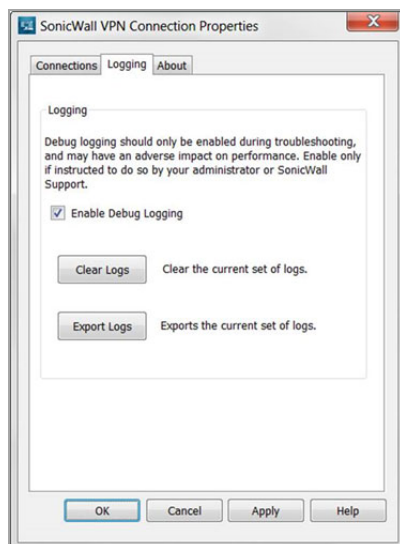 SonicWall VPN Connection Properties
Connections Logging About
Logging
Debug logging should only be enabled during troubleshooting,
and may have an adverse impact on performance. Enable only
if instructed to do so by your administrator or SonicWall
Support.
Enable Debug Logging
Clear Logs Clear the current set of logs.
Export Logs Exports the current set of logs.
OK Cancel Apply Help